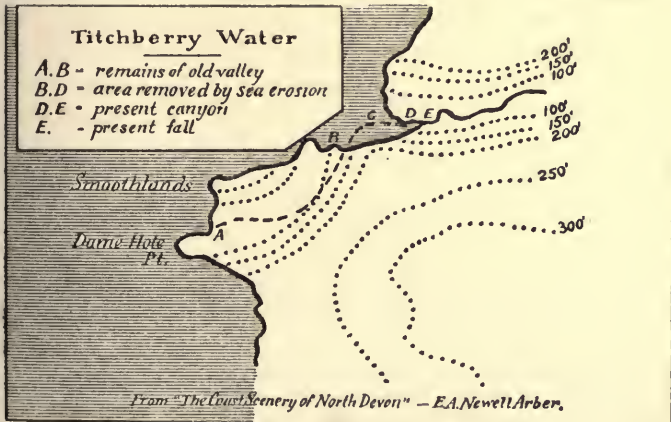 Titchberry Water
A.B - remains of old valley
B.D - area removed by sea erosion
D.E - present canyon
E. - present fall
200'
150'
100'
C D E
100'
150'
200'
B
Smoothlands
250'
A
300'
Dame Hole
Pt.
From "The Coast Scenery of North Devon" — E.A. Newell Arber.